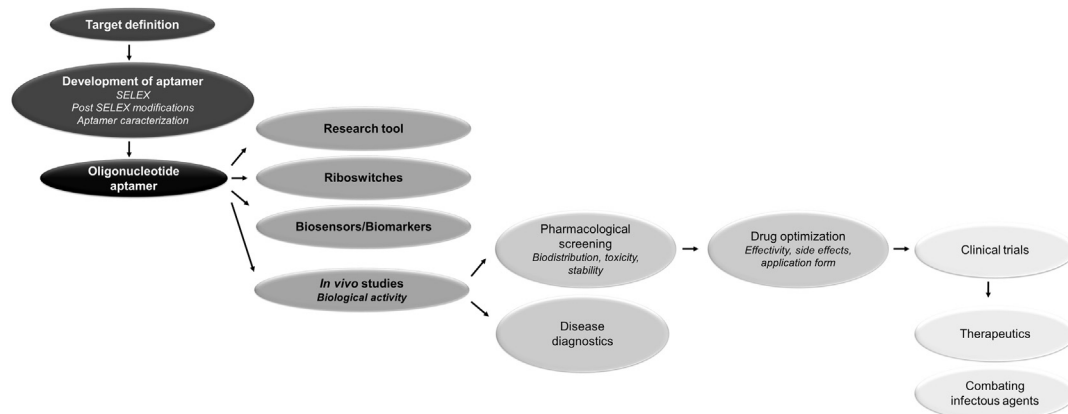 Target definition
Development of aptamer
SELEX
Post SELEX modifications
Aptamer caracterization
Oligonucleotide
aptamer
Research tool
Riboswitches
Biosensors/Biomarkers
In vivo studies
Biological activity
Pharmacological
screening
Biodistribution, toxicity,
stability
Disease
diagnostics
Drug optimization
Effectivity, side effects,
application form
Clinical trials
Therapeutics
Combating
infectous agents